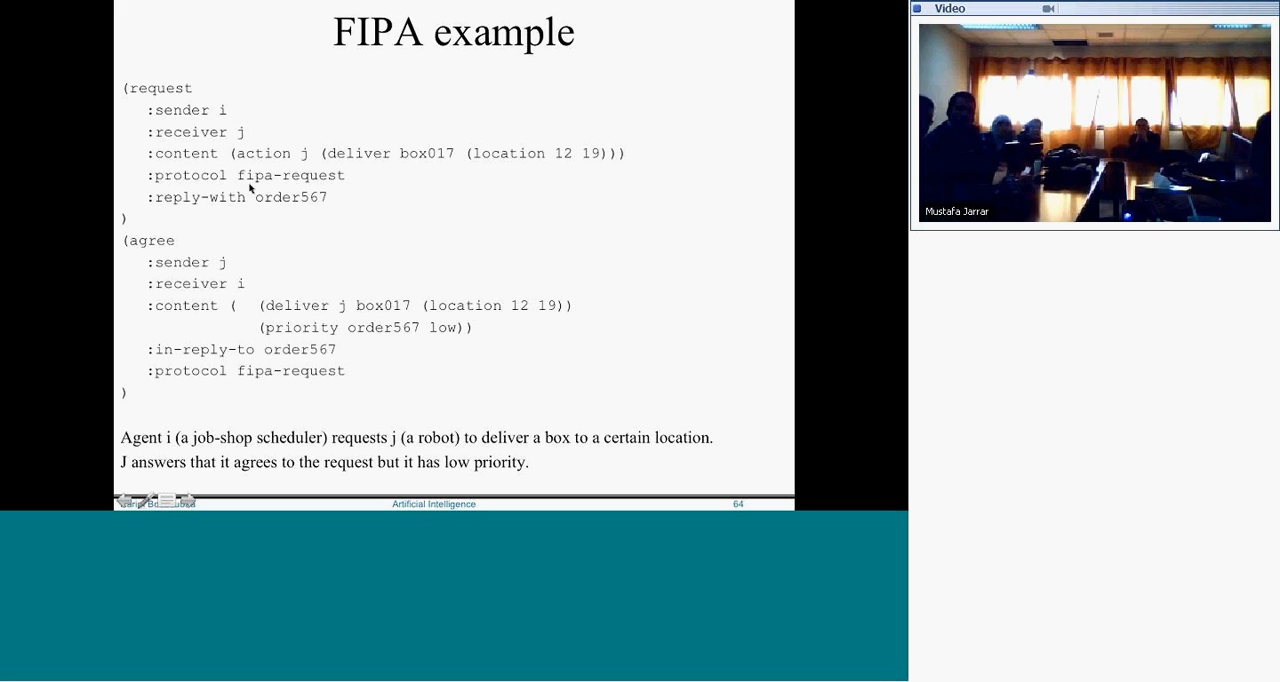 FIPA example
(request
:sender i
:receiver j
:content (action j (deliver box017 (location 12 19)))
:protocol fipa-request
:reply-with order567
)
(agree
:sender j
:receiver i
:content ( (deliver j box017 (location 12 19))
(priority order567 low))
:in-reply-to order567
:protocol fipa-request
)
Agent i (a job-shop scheduler) requests j (a robot) to deliver a box to a certain location.
J answers that it agrees to the request but it has low priority.
Artificial Intelligence
64
Video
Mustafa Jarrar